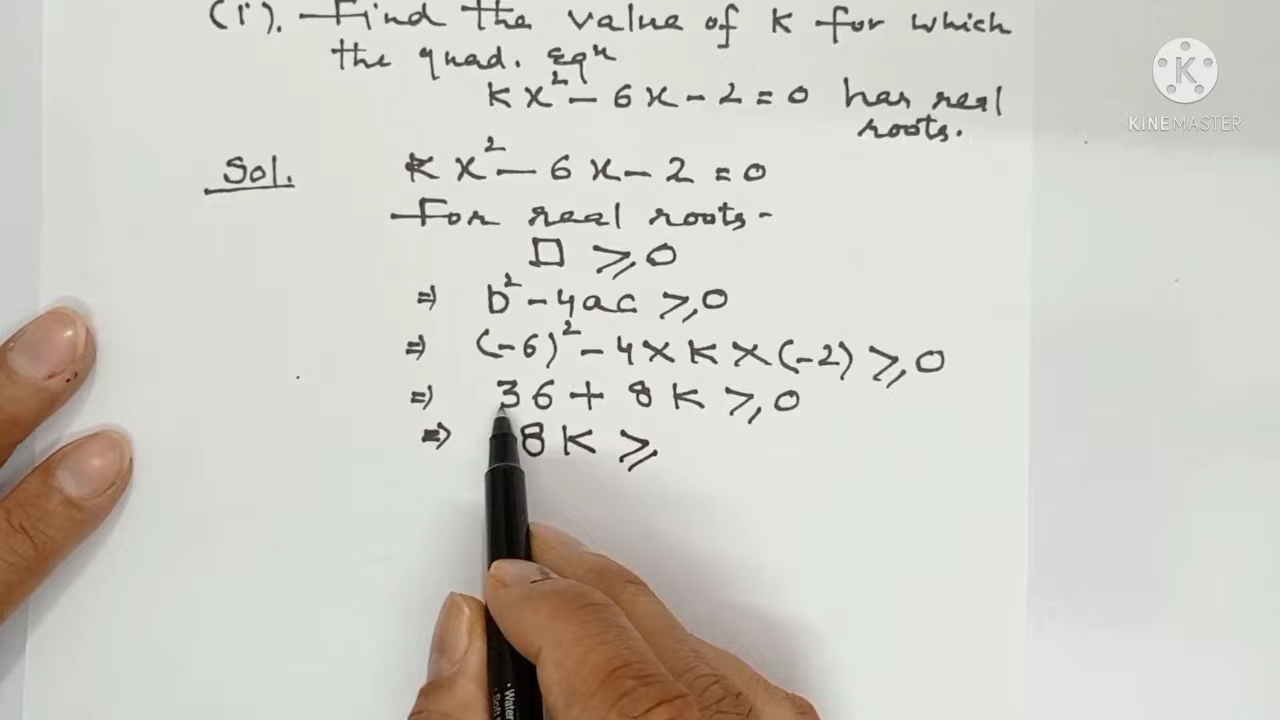 (i). Find the value of K for which
the quad. eqⁿ
Kx² - 6x - 2 = 0 has real
roots.
Sol. Kx² - 6x - 2 = 0
For real roots -
□ ⩾ 0
⇒ b² - 4ac ⩾ 0
⇒ (-6)² - 4 × K × (-2) ⩾ 0
⇒ 36 + 8K ⩾ 0
⇒ 8K ⩾
K
KINEMASTER